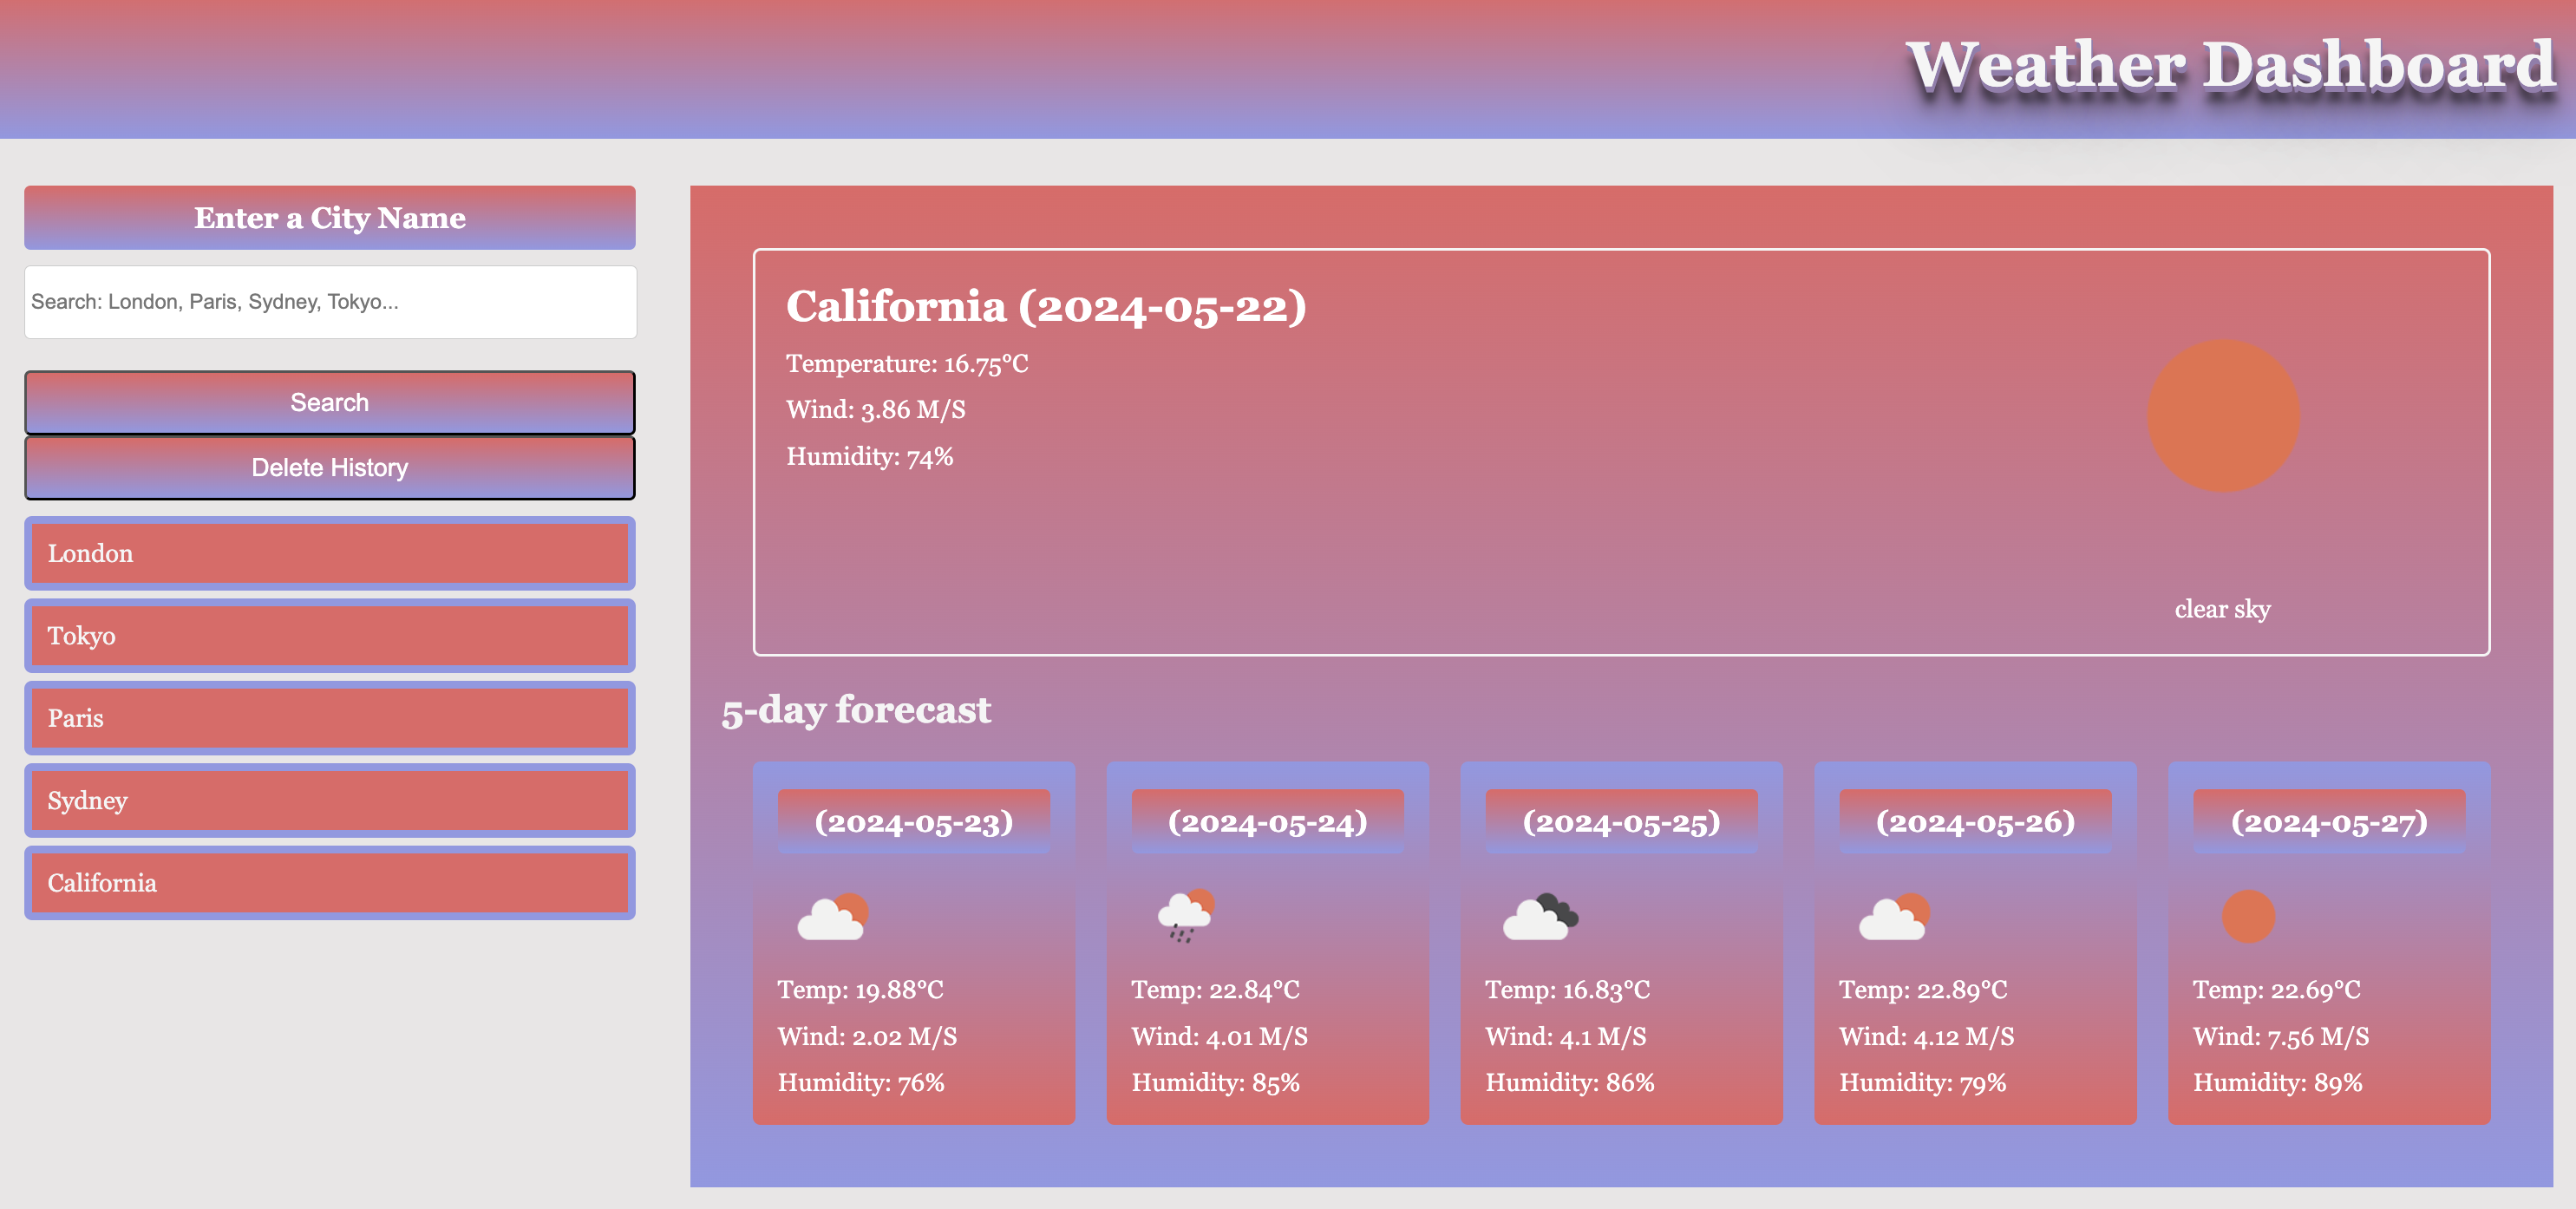 Weather Dashboard
Enter a City Name
Search: London, Paris, Sydney, Tokyo...
Search
Delete History
London
Tokyo
Paris
Sydney
California
California (2024-05-22)
Temperature: 16.75°C
Wind: 3.86 M/S
Humidity: 74%
clear sky
5-day forecast
(2024-05-23)
Temp: 19.88°C
Wind: 2.02 M/S
Humidity: 76%
(2024-05-24)
Temp: 22.84°C
Wind: 4.01 M/S
Humidity: 85%
(2024-05-25)
Temp: 16.83°C
Wind: 4.1 M/S
Humidity: 86%
(2024-05-26)
Temp: 22.89°C
Wind: 4.12 M/S
Humidity: 79%
(2024-05-27)
Temp: 22.69°C
Wind: 7.56 M/S
Humidity: 89%